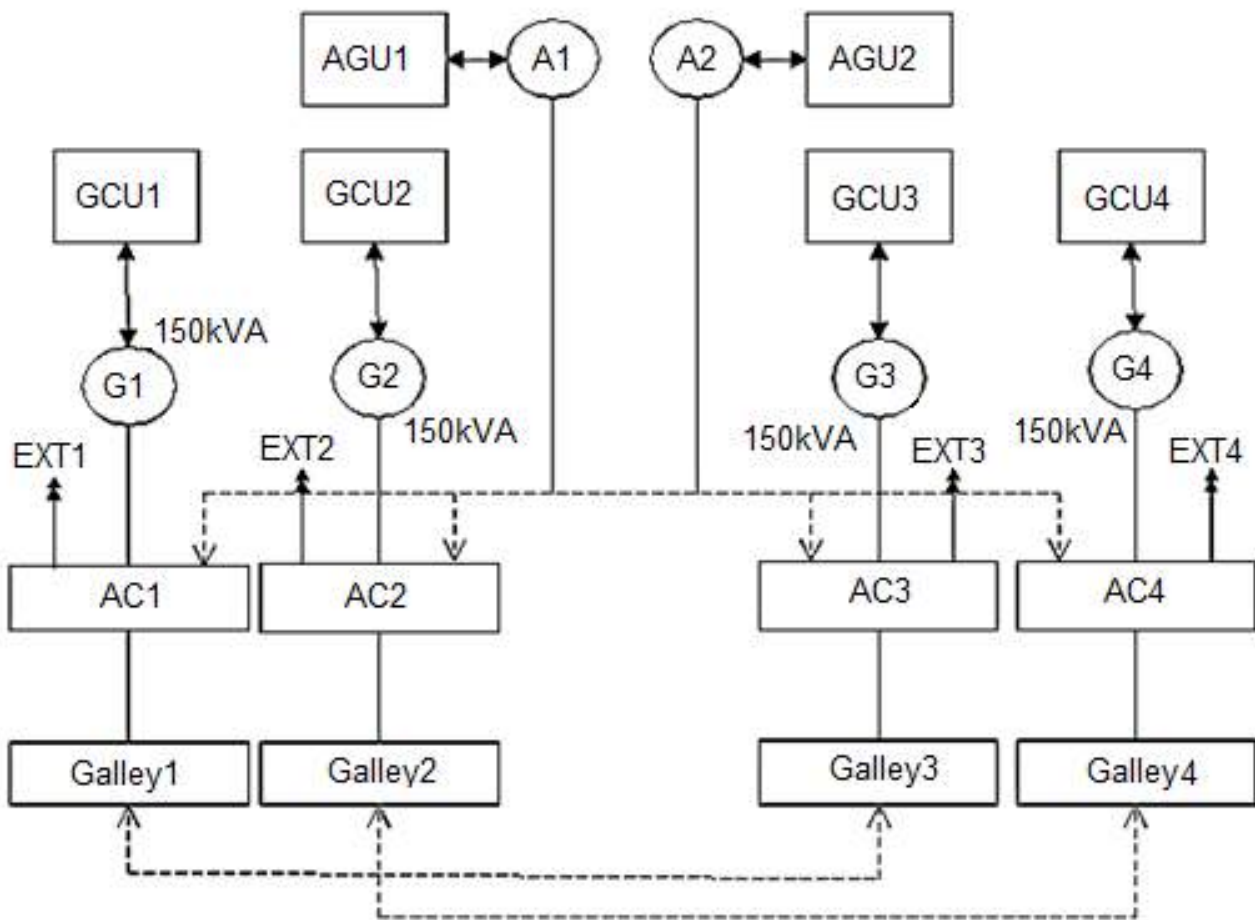 AGU1 A1 A2 AGU2
GCU1 GCU2 GCU3 GCU4
150kVA
G1 G2 G3 G4
150kVA 150kVA 150kVA
EXT1 EXT2 EXT3 EXT4
AC1 AC2 AC3 AC4
Galley1 Galley2 Galley3 Galley4